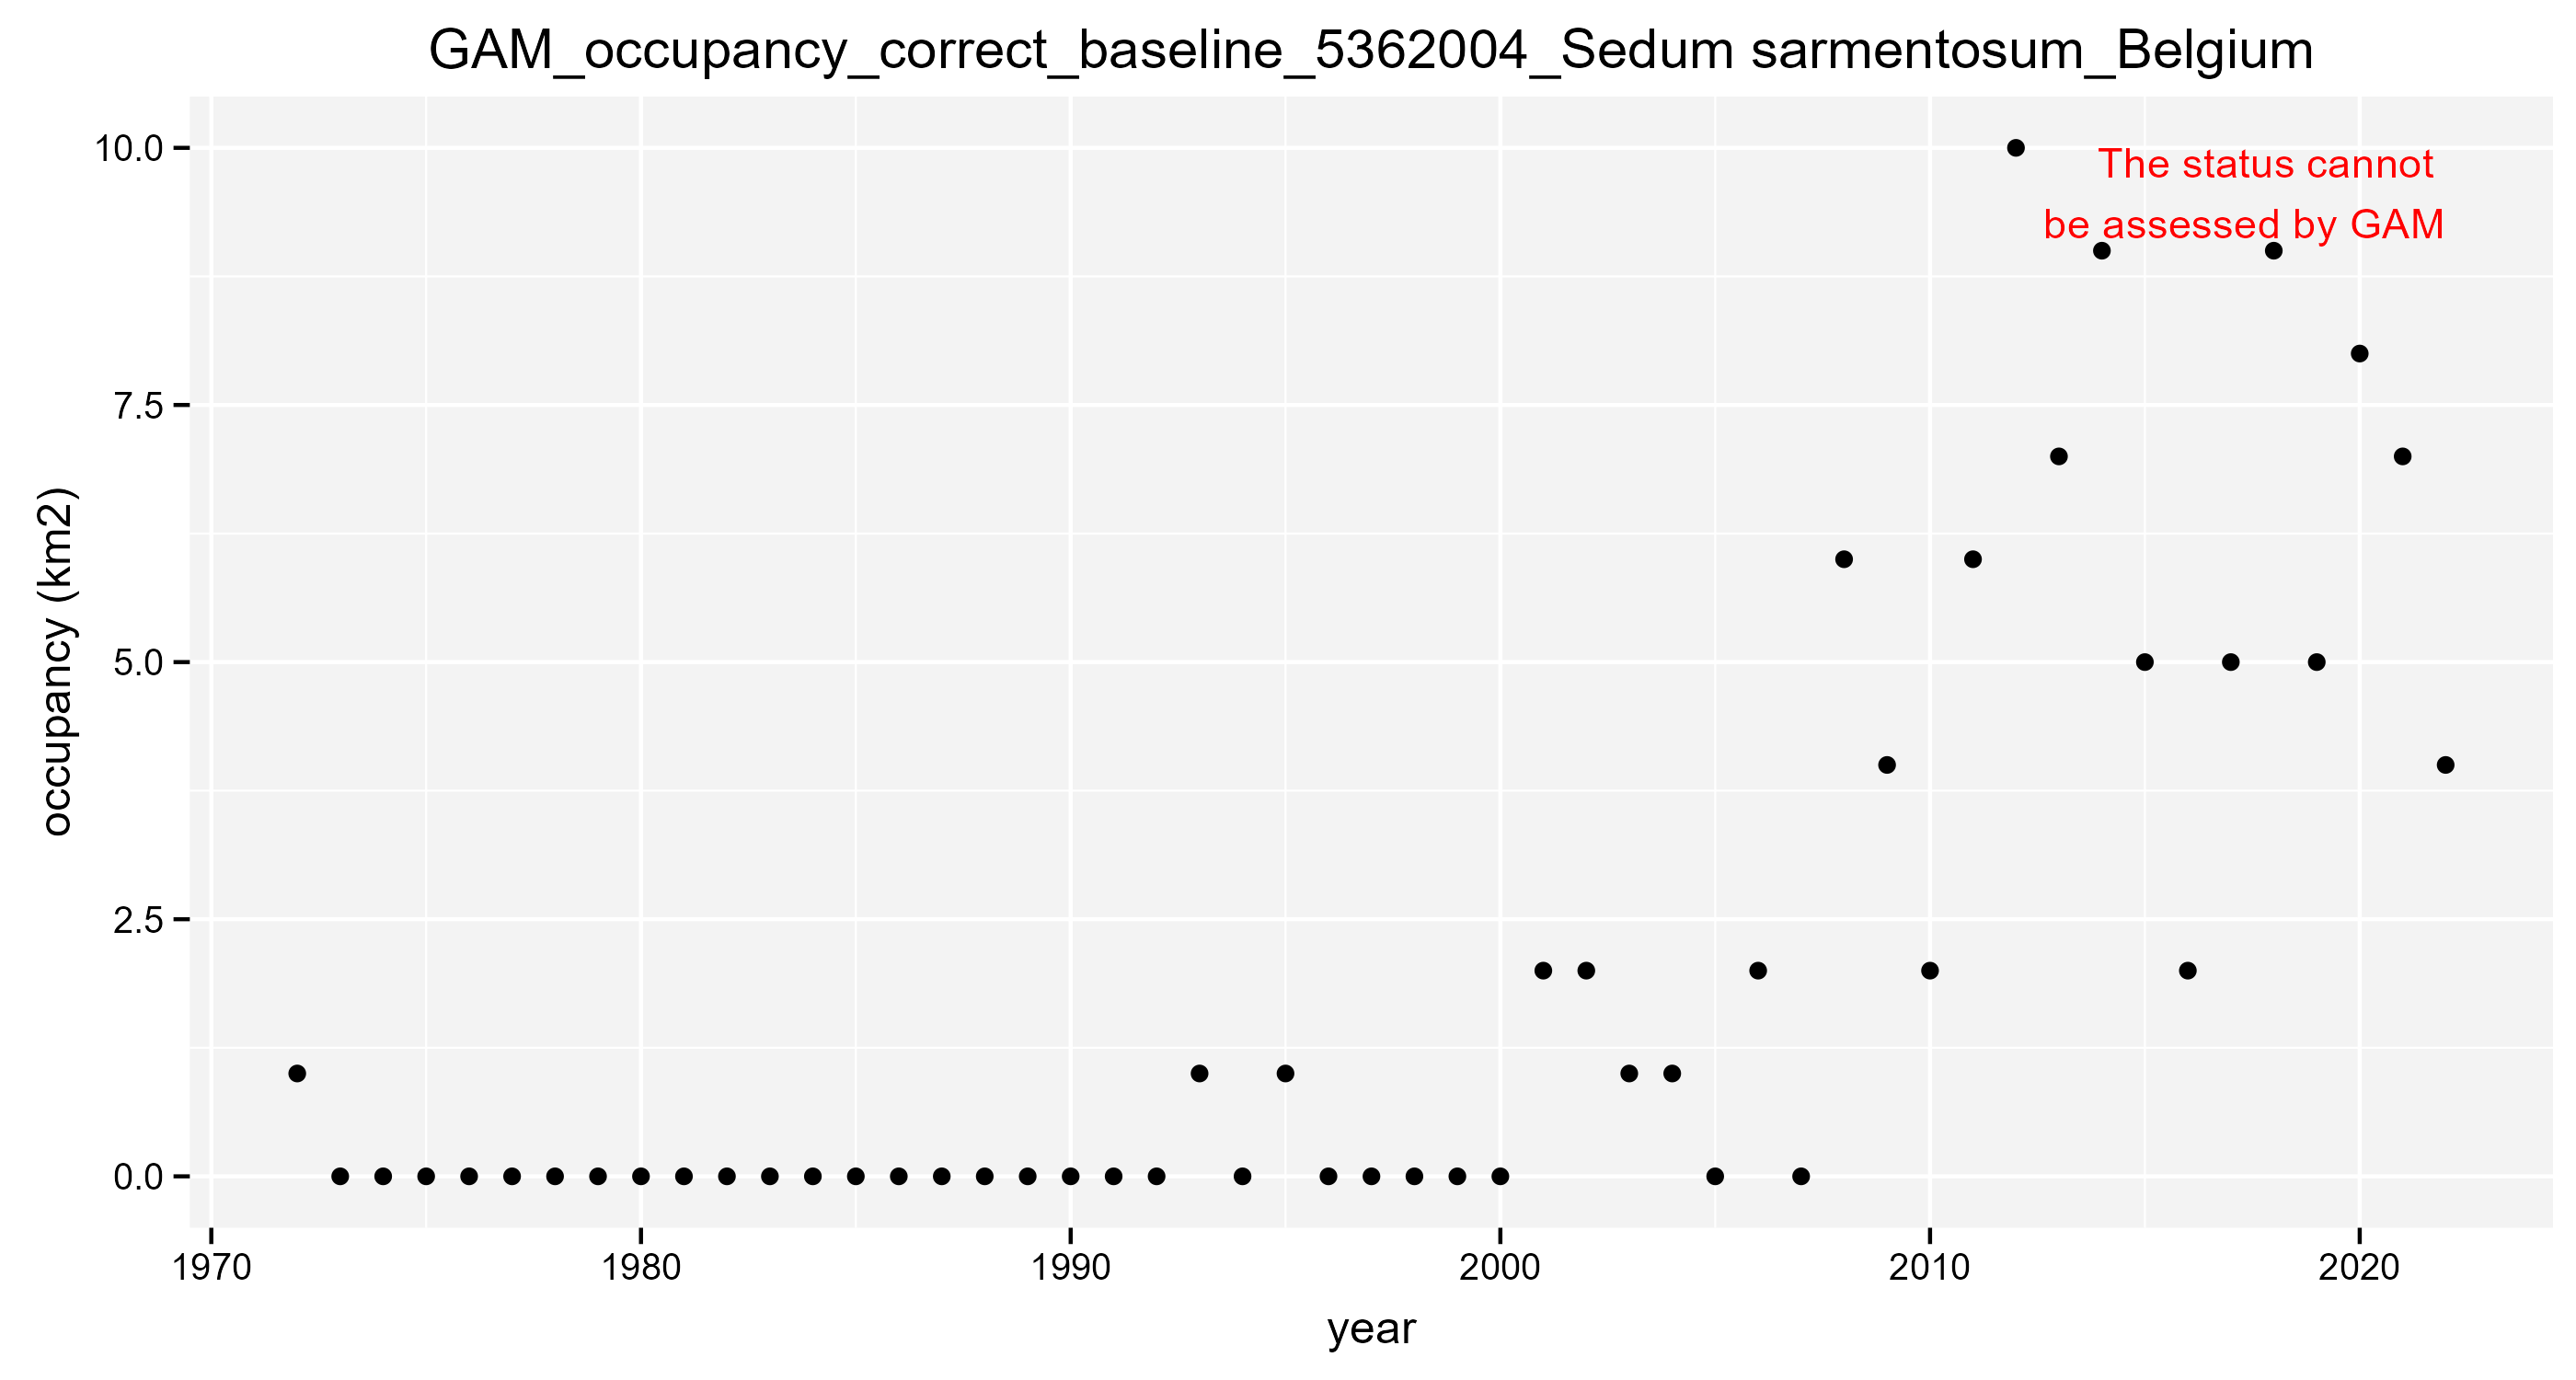 GAM_occupancy_correct_baseline_5362004_Sedum sarmentosum_Belgium
10.0
The status cannot
be assessed by GAM
7.5
occupancy (km2)
5.0
2.5
0.0
1970 1980 1990 2000 2010 2020
year